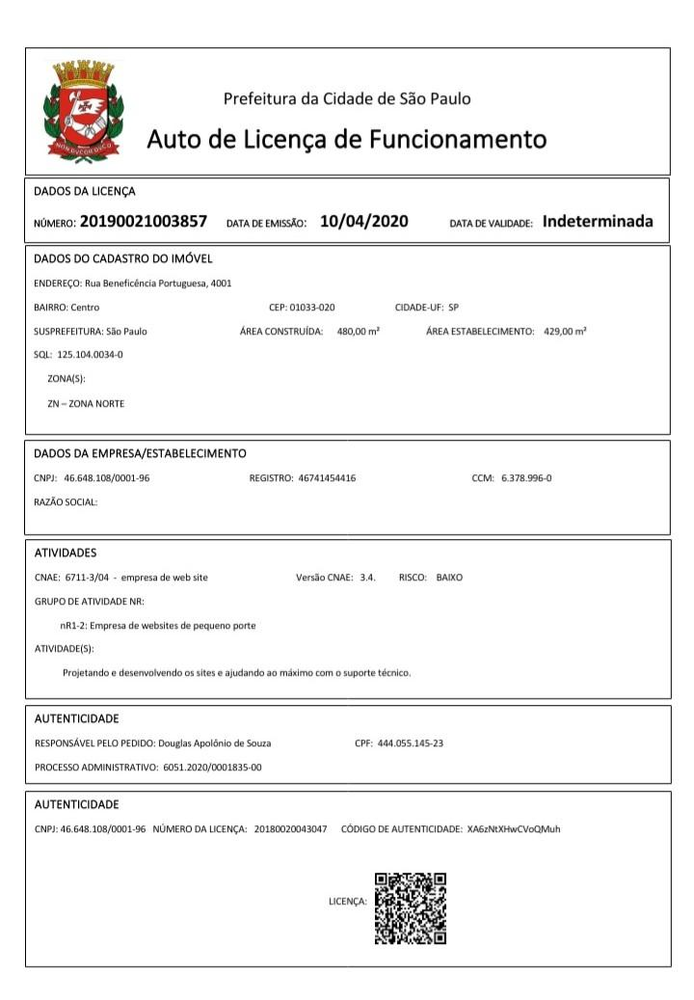 Prefeitura da Cidade de São Paulo
Auto de Licença de Funcionamento
NON DVCOR DVCO
DADOS DA LICENÇA
NÚMERO: 20190021003857 DATA DE EMISSÃO: 10/04/2020 DATA DE VALIDADE: Indeterminada
DADOS DO CADASTRO DO IMÓVEL
ENDEREÇO: Rua Beneficência Portuguesa, 4001
BAIRRO: Centro CEP: 01033-020 CIDADE-UF: SP
SUSPREFEITURA: São Paulo ÁREA CONSTRUÍDA: 480,00 m² ÁREA ESTABELECIMENTO: 429,00 m²
SQL: 125.104.0034-0
ZONA(S):
ZN – ZONA NORTE
DADOS DA EMPRESA/ESTABELECIMENTO
CNPJ: 46.648.108/0001-96 REGISTRO: 46741454416 CCM: 6.378.996-0
RAZÃO SOCIAL:
ATIVIDADES
CNAE: 6711-3/04 - empresa de web site Versão CNAE: 3.4. RISCO: BAIXO
GRUPO DE ATIVIDADE NR:
nR1-2: Empresa de websites de pequeno porte
ATIVIDADE(S):
Projetando e desenvolvendo os sites e ajudando ao máximo com o suporte técnico.
AUTENTICIDADE
RESPONSÁVEL PELO PEDIDO: Douglas Apolônio de Souza CPF: 444.055.145-23
PROCESSO ADMINISTRATIVO: 6051.2020/0001835-00
AUTENTICIDADE
CNPJ: 46.648.108/0001-96 NÚMERO DA LICENÇA: 20180020043047 CÓDIGO DE AUTENTICIDADE: XA6zNtXHwCVoQMuh
LICENÇA: